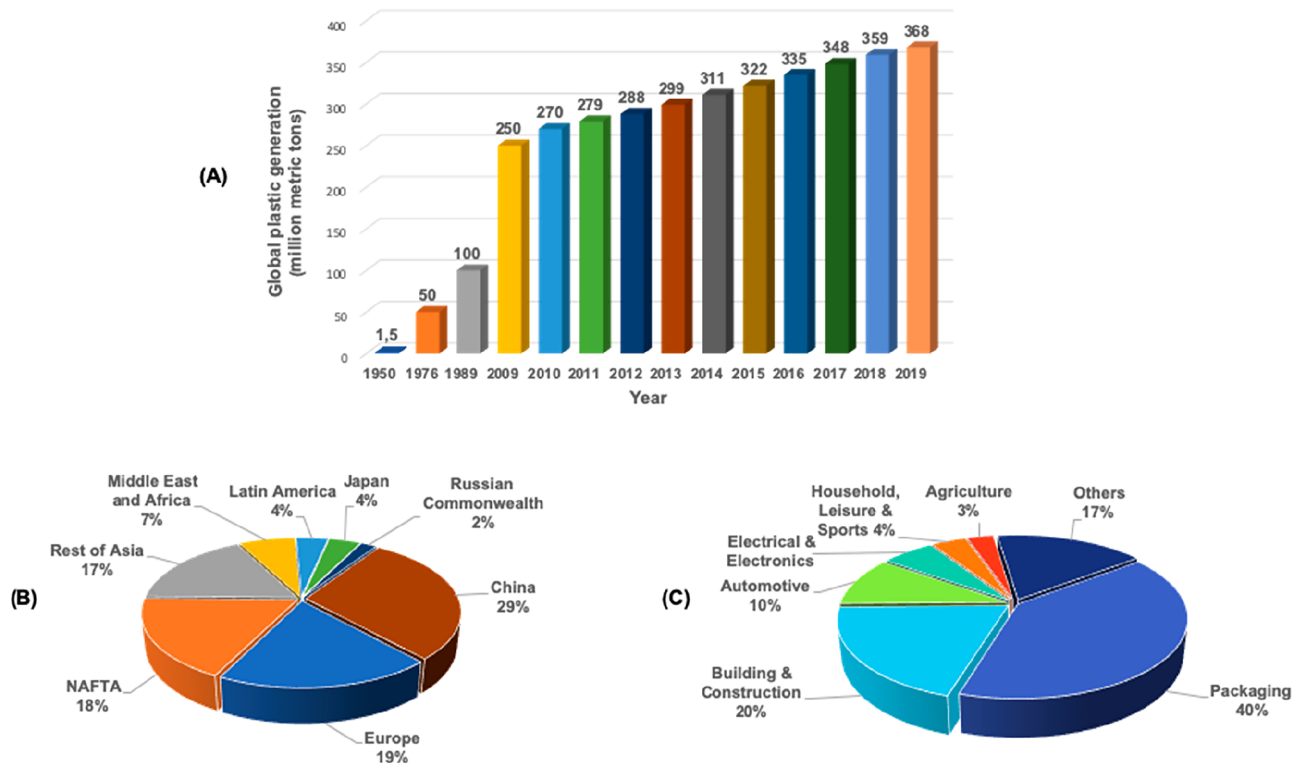 (A)
Global plastic generation
(million metric tons)
400
350
300
250
200
150
100
50
0
1,5
50
100
250
270
279
288
299
311
322
335
348
359
368
1950
1976
1989
2009
2010
2011
2012
2013
2014
2015
2016
2017
2018
2019
Year
(B)
Middle East
and Africa
7%
Latin America
4%
Japan
4%
Russian
Commonwealth
2%
Rest of Asia
17%
China
29%
NAFTA
18%
Europe
19%
(C)
Household,
Leisure &
Sports 4%
Agriculture
3%
Others
17%
Electrical &
Electronics
Automotive
10%
Building &
Construction
20%
Packaging
40%